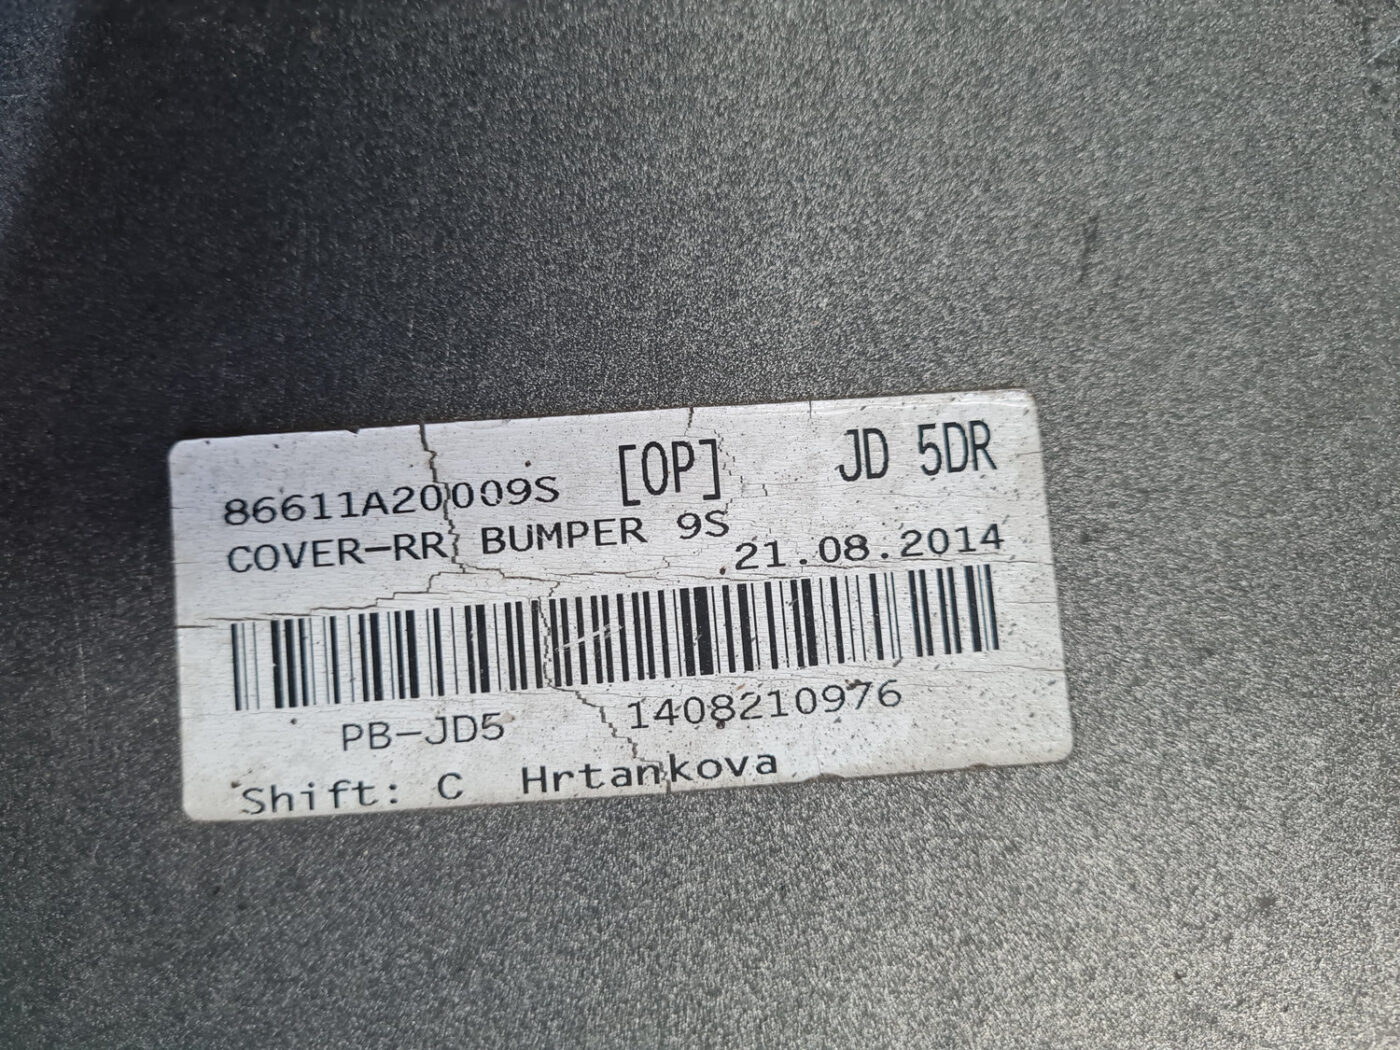 86611A20009S [OP] JD 5DR
COVER-RR BUMPER 9S
21.08.2014
PB-JD5 1408210976
Shift: C Hrtankova